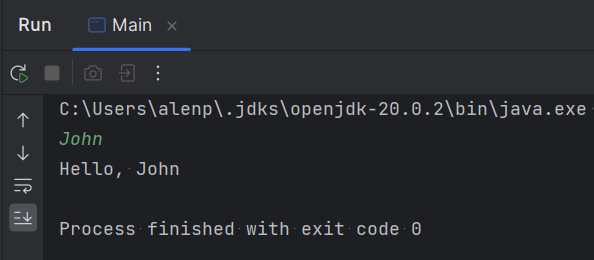 Run Main
C:\Users\alenp\.jdks\openjdk-20.0.2\bin\java.exe
John
Hello, John
Process finished with exit code 0